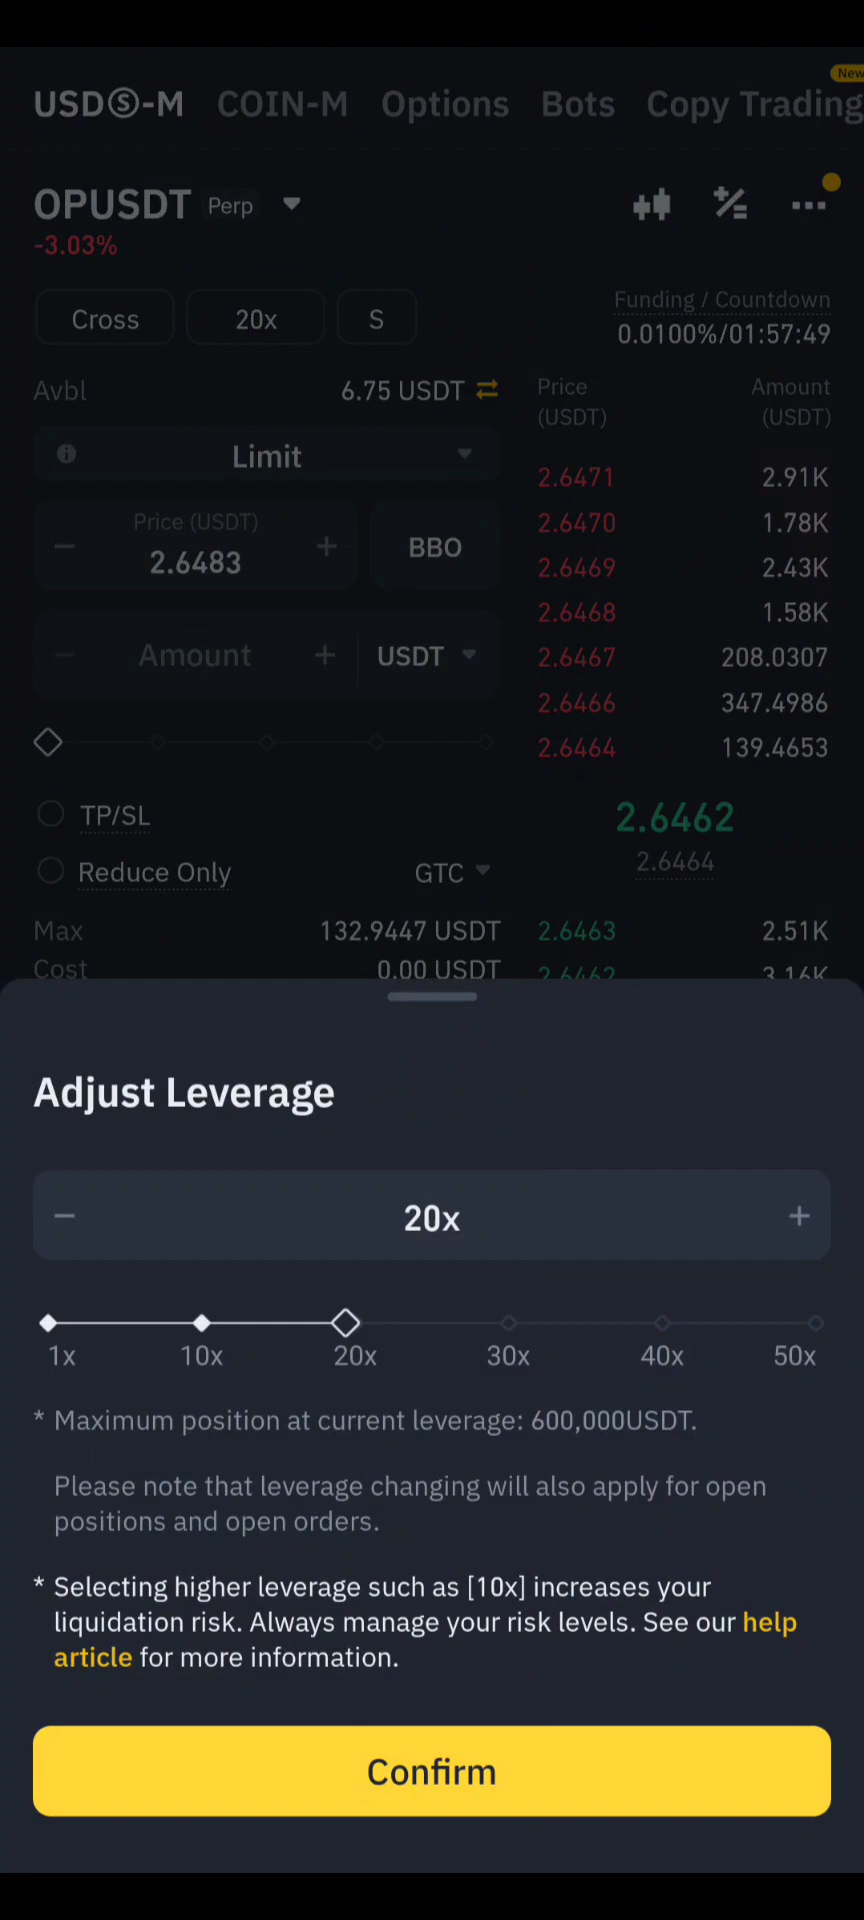 New
USDⓈ-M COIN-M Options Bots Copy Trading
OPUSDT Perp
-3.03%
Cross 20x S
Funding / Countdown
0.0100%/01:57:49
Avbl 6.75 USDT
Price Amount
(USDT) (USDT)
Limit
2.6471 2.91K
Price (USDT)
2.6483
BBO
2.6470 1.78K
2.6469 2.43K
2.6468 1.58K
Amount USDT
2.6467 208.0307
2.6466 347.4986
2.6464 139.4653
TP/SL
2.6462
2.6464
Reduce Only GTC
Max 132.9447 USDT
2.6463 2.51K
Cost 0.00 USDT
2.6462 3.16K
Adjust Leverage
− 20x +
1x 10x 20x 30x 40x 50x
* Maximum position at current leverage: 600,000USDT.
Please note that leverage changing will also apply for open
positions and open orders.
* Selecting higher leverage such as [10x] increases your
liquidation risk. Always manage your risk levels. See our help
article for more information.
Confirm